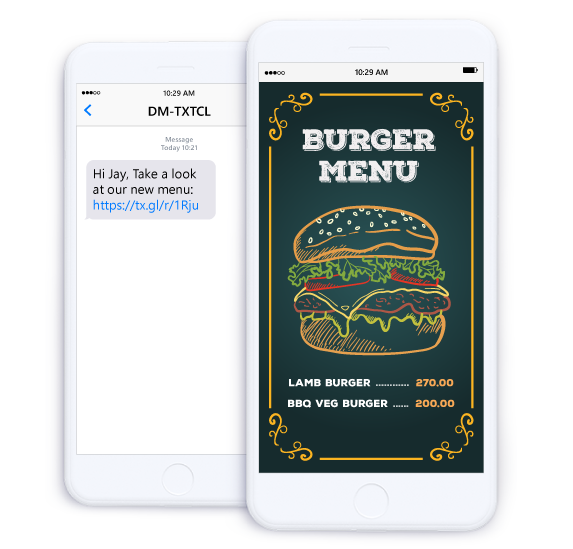 10:29 AM
DM-TXTCL
Message
Today 10:21
Hi Jay, Take a look
at our new menu:
https://tx.gl/r/1Rju
10:29 AM
BURGER
MENU
LAMB BURGER ............ 270.00
BBQ VEG BURGER ...... 200.00